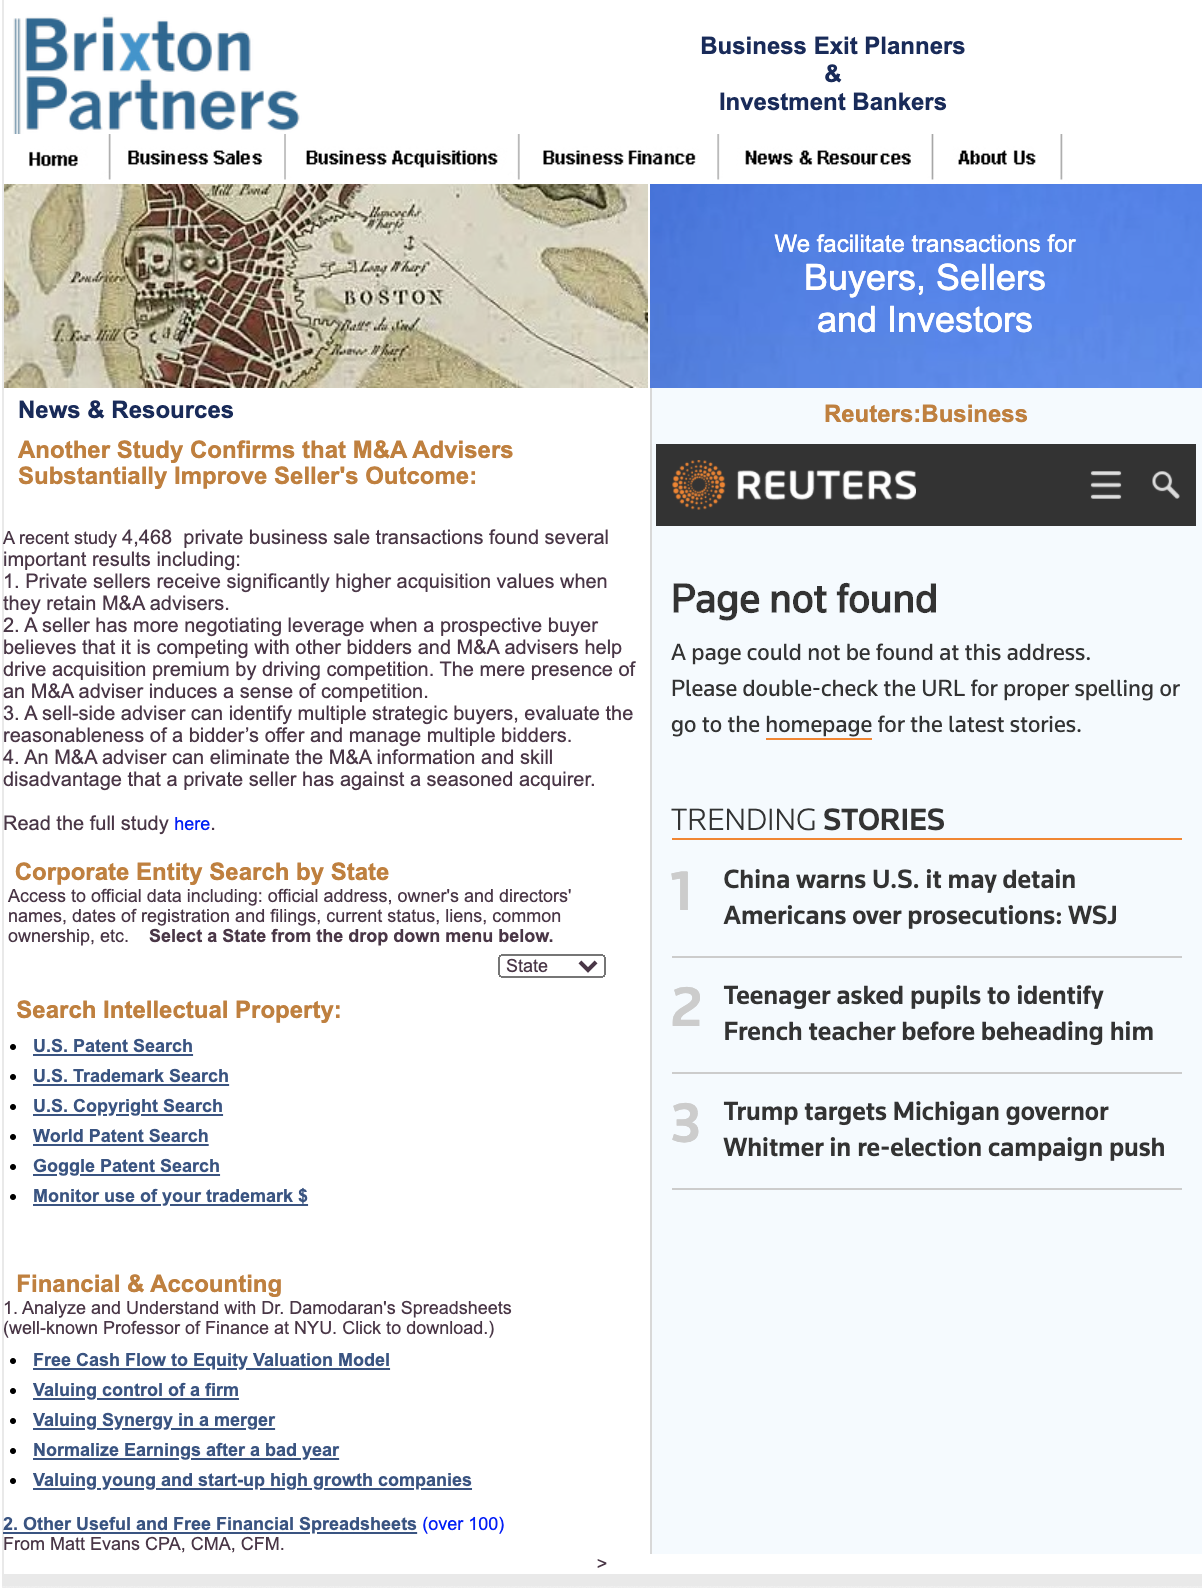 Brixton
Partners
Business Exit Planners
&
Investment Bankers
Home
Business Sales
Business Acquisitions
Business Finance
News & Resources
About Us
Mill Pond
Hancocks
Wharfs
Long Wharf
BOSTON
We facilitate transactions for
Buyers, Sellers
and Investors
News & Resources
Another Study Confirms that M&A Advisers
Substantially Improve Seller's Outcome:
A recent study 4,468  private business sale transactions found several
important results including:
1. Private sellers receive significantly higher acquisition values when
they retain M&A advisers.
2. A seller has more negotiating leverage when a prospective buyer
believes that it is competing with other bidders and M&A advisers help
drive acquisition premium by driving competition. The mere presence of
an M&A adviser induces a sense of competition.
3. A sell-side adviser can identify multiple strategic buyers, evaluate the
reasonableness of a bidder’s offer and manage multiple bidders.
4. An M&A adviser can eliminate the M&A information and skill
disadvantage that a private seller has against a seasoned acquirer.
Read the full study here.
Corporate Entity Search by State
Access to official data including: official address, owner's and directors'
names, dates of registration and filings, current status, liens, common
ownership, etc.    Select a State from the drop down menu below.
State
Search Intellectual Property:
• U.S. Patent Search
• U.S. Trademark Search
• U.S. Copyright Search
• World Patent Search
• Goggle Patent Search
• Monitor use of your trademark $
Financial & Accounting
1. Analyze and Understand with Dr. Damodaran's Spreadsheets
(well-known Professor of Finance at NYU. Click to download.)
• Free Cash Flow to Equity Valuation Model
• Valuing control of a firm
• Valuing Synergy in a merger
• Normalize Earnings after a bad year
• Valuing young and start-up high growth companies
2. Other Useful and Free Financial Spreadsheets (over 100)
From Matt Evans CPA, CMA, CFM.
Reuters:Business
REUTERS
Page not found
A page could not be found at this address.
Please double-check the URL for proper spelling or
go to the homepage for the latest stories.
TRENDING STORIES
1 China warns U.S. it may detain
Americans over prosecutions: WSJ
2 Teenager asked pupils to identify
French teacher before beheading him
3 Trump targets Michigan governor
Whitmer in re-election campaign push
>